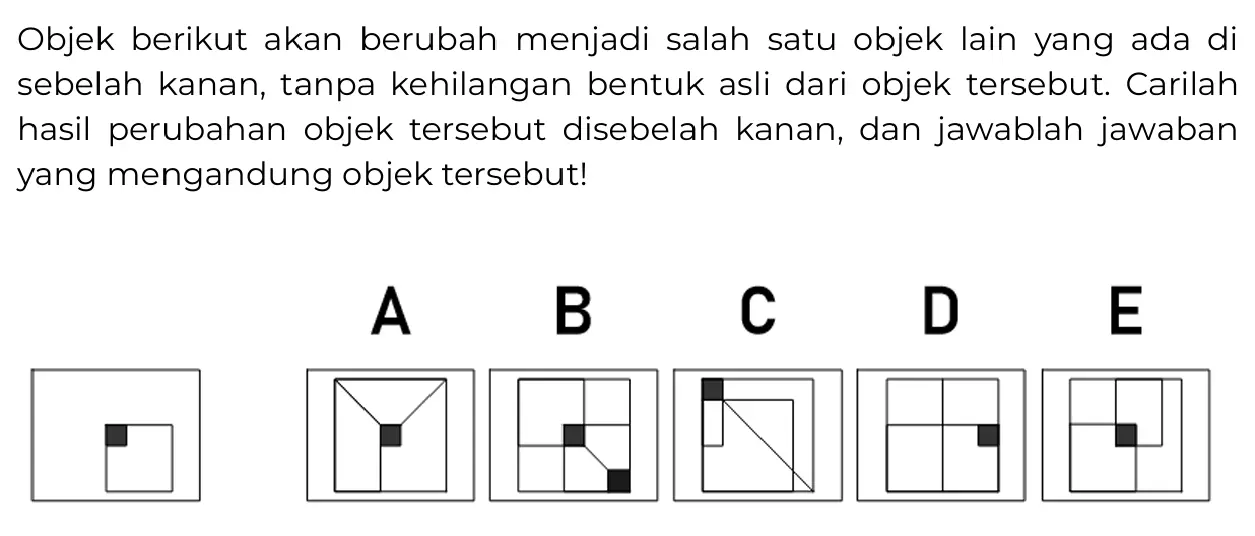 Objek berikut akan berubah menjadi salah satu objek lain yang ada di
sebelah kanan, tanpa kehilangan bentuk asli dari objek tersebut. Carilah
hasil perubahan objek tersebut disebelah kanan, dan jawablah jawaban
yang mengandung objek tersebut!
A B C D E